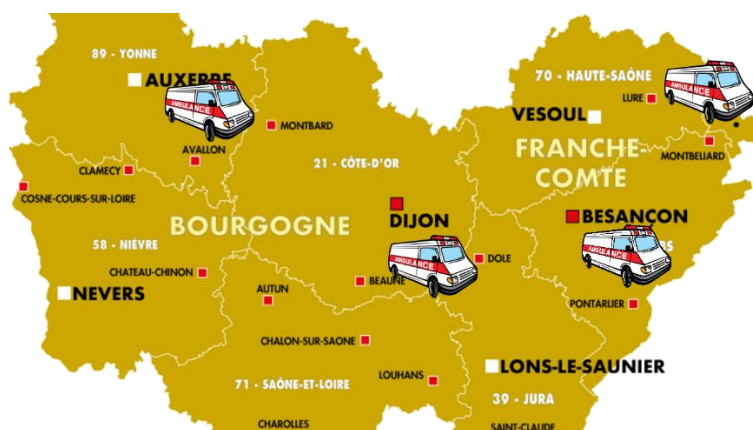 89 - YONNE
AUXERRE
AMBULANCE
MONTBARD
AVALLON
CLAMECY
COSNE-COURS-SUR-LOIRE
21 - CÔTE-D'OR
BOURGOGNE
DIJON
58 - NIÈVRE
CHATEAU-CHINON
NEVERS
AMBULANCE
BEAUNE
DOLE
AUTUN
CHALON-SUR-SAONE
LOUHANS
71 - SAÔNE-ET-LOIRE
CHAROLLES
70 - HAUTE-SAÔNE
LURE
AMBULANCE
VESOUL
FRANCHE-
COMTE
MONTBELIARD
BESANÇON
AMBULANCE
PONTARLIER
LONS-LE-SAUNIER
39 - JURA
SAINT-CLAUDE